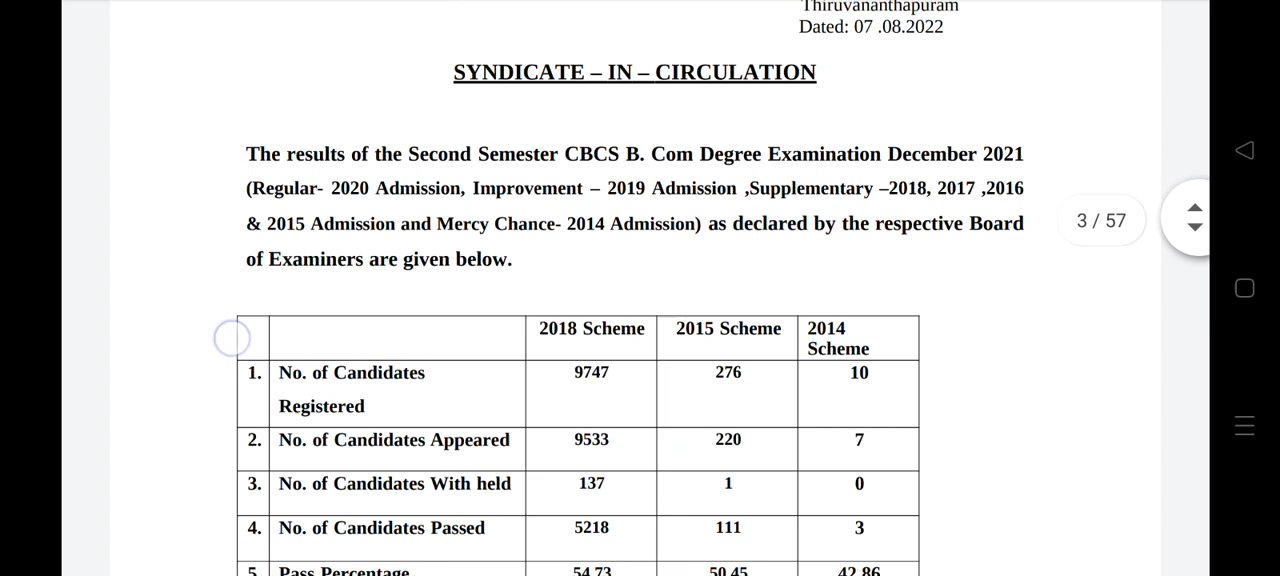 Thiruvananthapuram
Dated: 07 .08.2022
SYNDICATE – IN – CIRCULATION
The results of the Second Semester CBCS B. Com Degree Examination December 2021
(Regular- 2020 Admission, Improvement – 2019 Admission ,Supplementary –2018, 2017 ,2016
& 2015 Admission and Mercy Chance- 2014 Admission) as declared by the respective Board
of Examiners are given below.
3 / 57
2018 Scheme 2015 Scheme 2014
Scheme
1. No. of Candidates 9747 276 10
Registered
2. No. of Candidates Appeared 9533 220 7
3. No. of Candidates With held 137 1 0
4. No. of Candidates Passed 5218 111 3
5. Pass Percentage 54.73 50.45 42.86